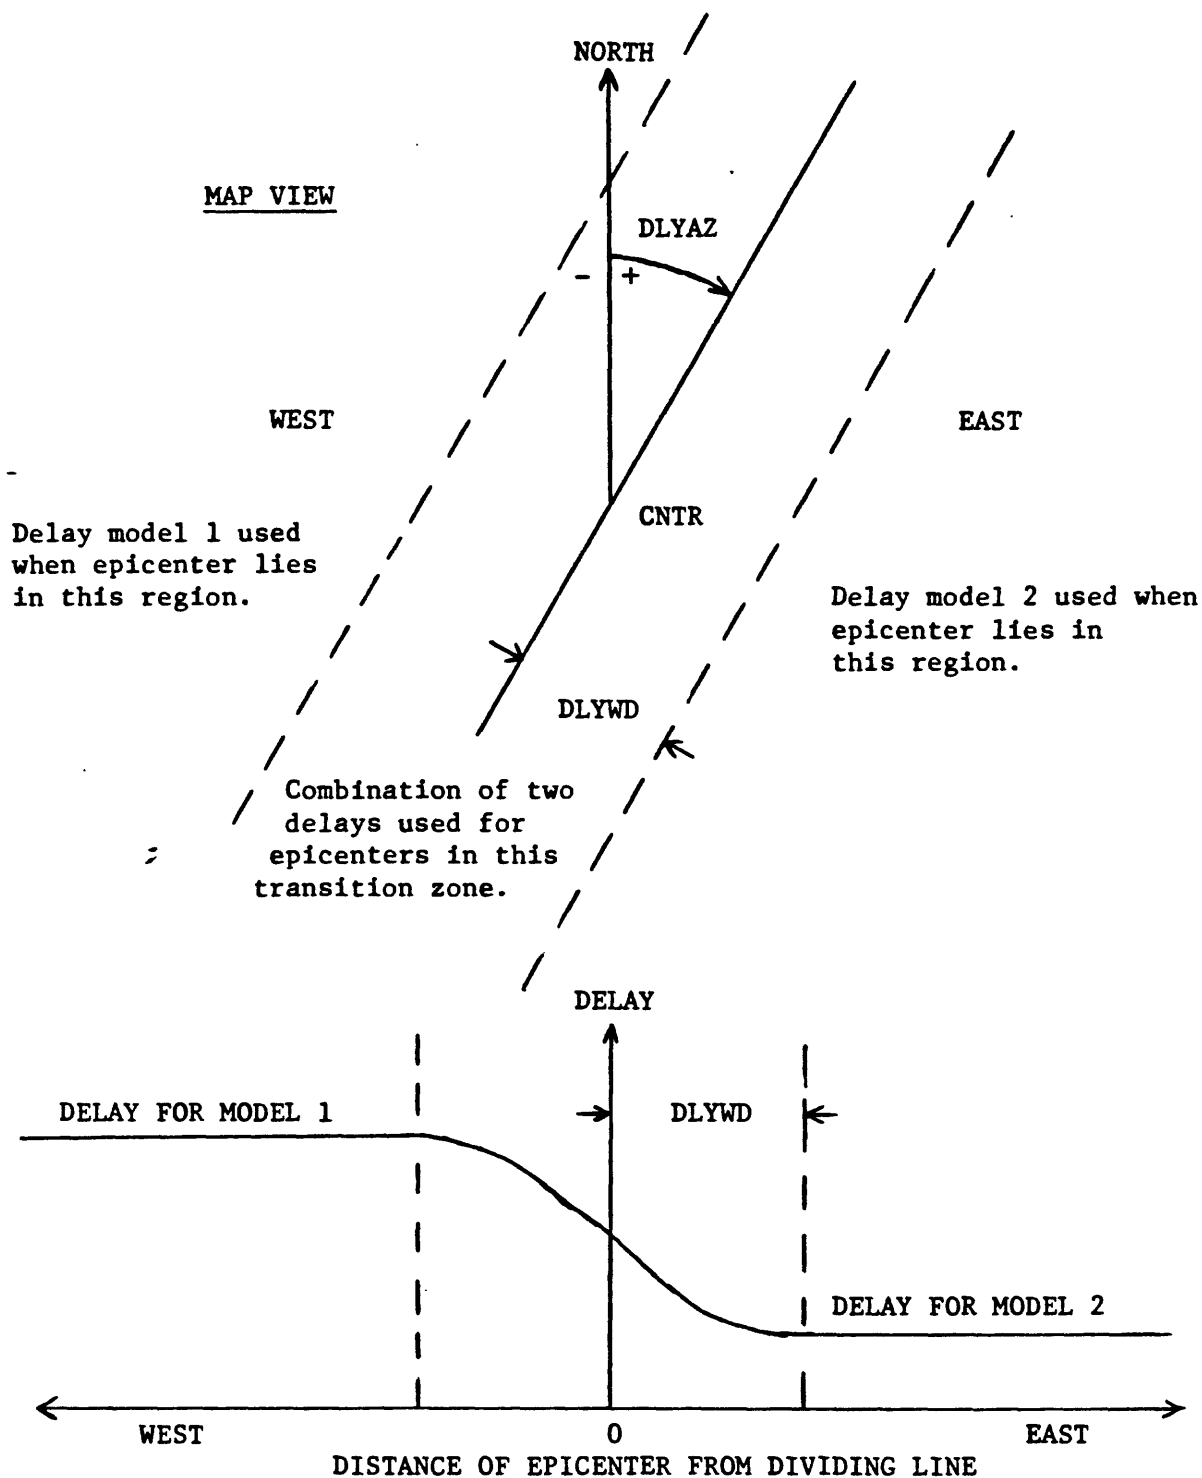 NORTH
MAP VIEW
DLYAZ
- +
WEST
EAST
CNTR
Delay model 1 used
when epicenter lies
in this region.
Delay model 2 used when
epicenter lies in
this region.
DLYWD
Combination of two
delays used for
epicenters in this
transition zone.
DELAY
DELAY FOR MODEL 1
DLYWD
DELAY FOR MODEL 2
WEST
0
EAST
DISTANCE OF EPICENTER FROM DIVIDING LINE